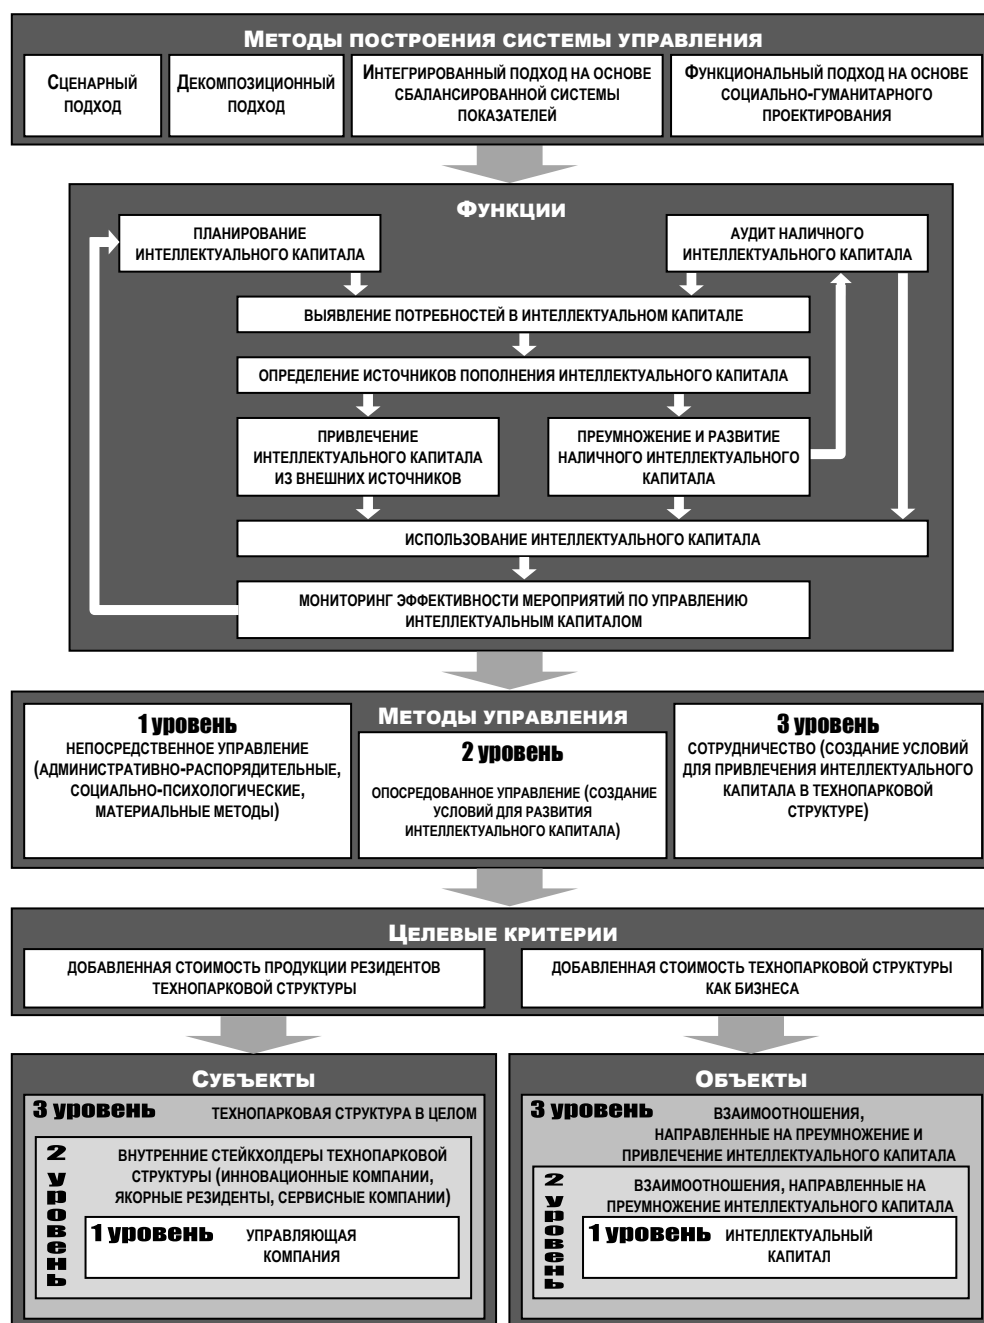 МЕТОДЫ ПОСТРОЕНИЯ СИСТЕМЫ УПРАВЛЕНИЯ
СЦЕНАРНЫЙ
ПОДХОД
ДЕКОМПОЗИЦИОННЫЙ
ПОДХОД
ИНТЕГРИРОВАННЫЙ ПОДХОД НА ОСНОВЕ
СБАЛАНСИРОВАННОЙ СИСТЕМЫ
ПОКАЗАТЕЛЕЙ
ФУНКЦИОНАЛЬНЫЙ ПОДХОД НА ОСНОВЕ
СОЦИАЛЬНО-ГУМАНИТАРНОГО
ПРОЕКТИРОВАНИЯ
ФУНКЦИИ
ПЛАНИРОВАНИЕ
ИНТЕЛЛЕКТУАЛЬНОГО КАПИТАЛА
АУДИТ НАЛИЧНОГО
ИНТЕЛЛЕКТУАЛЬНОГО КАПИТАЛА
ВЫЯВЛЕНИЕ ПОТРЕБНОСТЕЙ В ИНТЕЛЛЕКТУАЛЬНОМ КАПИТАЛЕ
ОПРЕДЕЛЕНИЕ ИСТОЧНИКОВ ПОПОЛНЕНИЯ ИНТЕЛЛЕКТУАЛЬНОГО КАПИТАЛА
ПРИВЛЕЧЕНИЕ
ИНТЕЛЛЕКТУАЛЬНОГО КАПИТАЛА
ИЗ ВНЕШНИХ ИСТОЧНИКОВ
ПРЕУМНОЖЕНИЕ И РАЗВИТИЕ
НАЛИЧНОГО ИНТЕЛЛЕКТУАЛЬНОГО
КАПИТАЛА
ИСПОЛЬЗОВАНИЕ ИНТЕЛЛЕКТУАЛЬНОГО КАПИТАЛА
МОНИТОРИНГ ЭФФЕКТИВНОСТИ МЕРОПРИЯТИЙ ПО УПРАВЛЕНИЮ
ИНТЕЛЛЕКТУАЛЬНЫМ КАПИТАЛОМ
МЕТОДЫ УПРАВЛЕНИЯ
1 уровень
НЕПОСРЕДСТВЕННОЕ УПРАВЛЕНИЕ
(АДМИНИСТРАТИВНО-РАСПОРЯДИТЕЛЬНЫЕ,
СОЦИАЛЬНО-ПСИХОЛОГИЧЕСКИЕ,
МАТЕРИАЛЬНЫЕ МЕТОДЫ)
2 уровень
ОПОСРЕДОВАННОЕ УПРАВЛЕНИЕ (СОЗДАНИЕ
УСЛОВИЙ ДЛЯ РАЗВИТИЯ
ИНТЕЛЛЕКТУАЛЬНОГО КАПИТАЛА)
3 уровень
СОТРУДНИЧЕСТВО (СОЗДАНИЕ УСЛОВИЙ
ДЛЯ ПРИВЛЕЧЕНИЯ ИНТЕЛЛЕКТУАЛЬНОГО
КАПИТАЛА В ТЕХНОПАРКОВОЙ
СТРУКТУРЕ)
ЦЕЛЕВЫЕ КРИТЕРИИ
ДОБАВЛЕННАЯ СТОИМОСТЬ ПРОДУКЦИИ РЕЗИДЕНТОВ
ТЕХНОПАРКОВОЙ СТРУКТУРЫ
ДОБАВЛЕННАЯ СТОИМОСТЬ ТЕХНОПАРКОВОЙ СТРУКТУРЫ
КАК БИЗНЕСА
СУБЪЕКТЫ
3 уровень ТЕХНОПАРКОВАЯ СТРУКТУРА В ЦЕЛОМ
2 уровень
ВНУТРЕННИЕ СТЕЙКХОЛДЕРЫ ТЕХНОПАРКОВОЙ
СТРУКТУРЫ (ИННОВАЦИОННЫЕ КОМПАНИИ,
ЯКОРНЫЕ РЕЗИДЕНТЫ, СЕРВИСНЫЕ КОМПАНИИ)
1 уровень УПРАВЛЯЮЩАЯ
КОМПАНИЯ
ОБЪЕКТЫ
3 уровень ВЗАИМООТНОШЕНИЯ,
НАПРАВЛЕННЫЕ НА ПРЕУМНОЖЕНИЕ И
ПРИВЛЕЧЕНИЕ ИНТЕЛЛЕКТУАЛЬНОГО КАПИТАЛА
2 уровень
ВЗАИМООТНОШЕНИЯ, НАПРАВЛЕННЫЕ НА
ПРЕУМНОЖЕНИЕ ИНТЕЛЛЕКТУАЛЬНОГО КАПИТАЛА
1 уровень ИНТЕЛЛЕКТУАЛЬНЫЙ
КАПИТАЛ